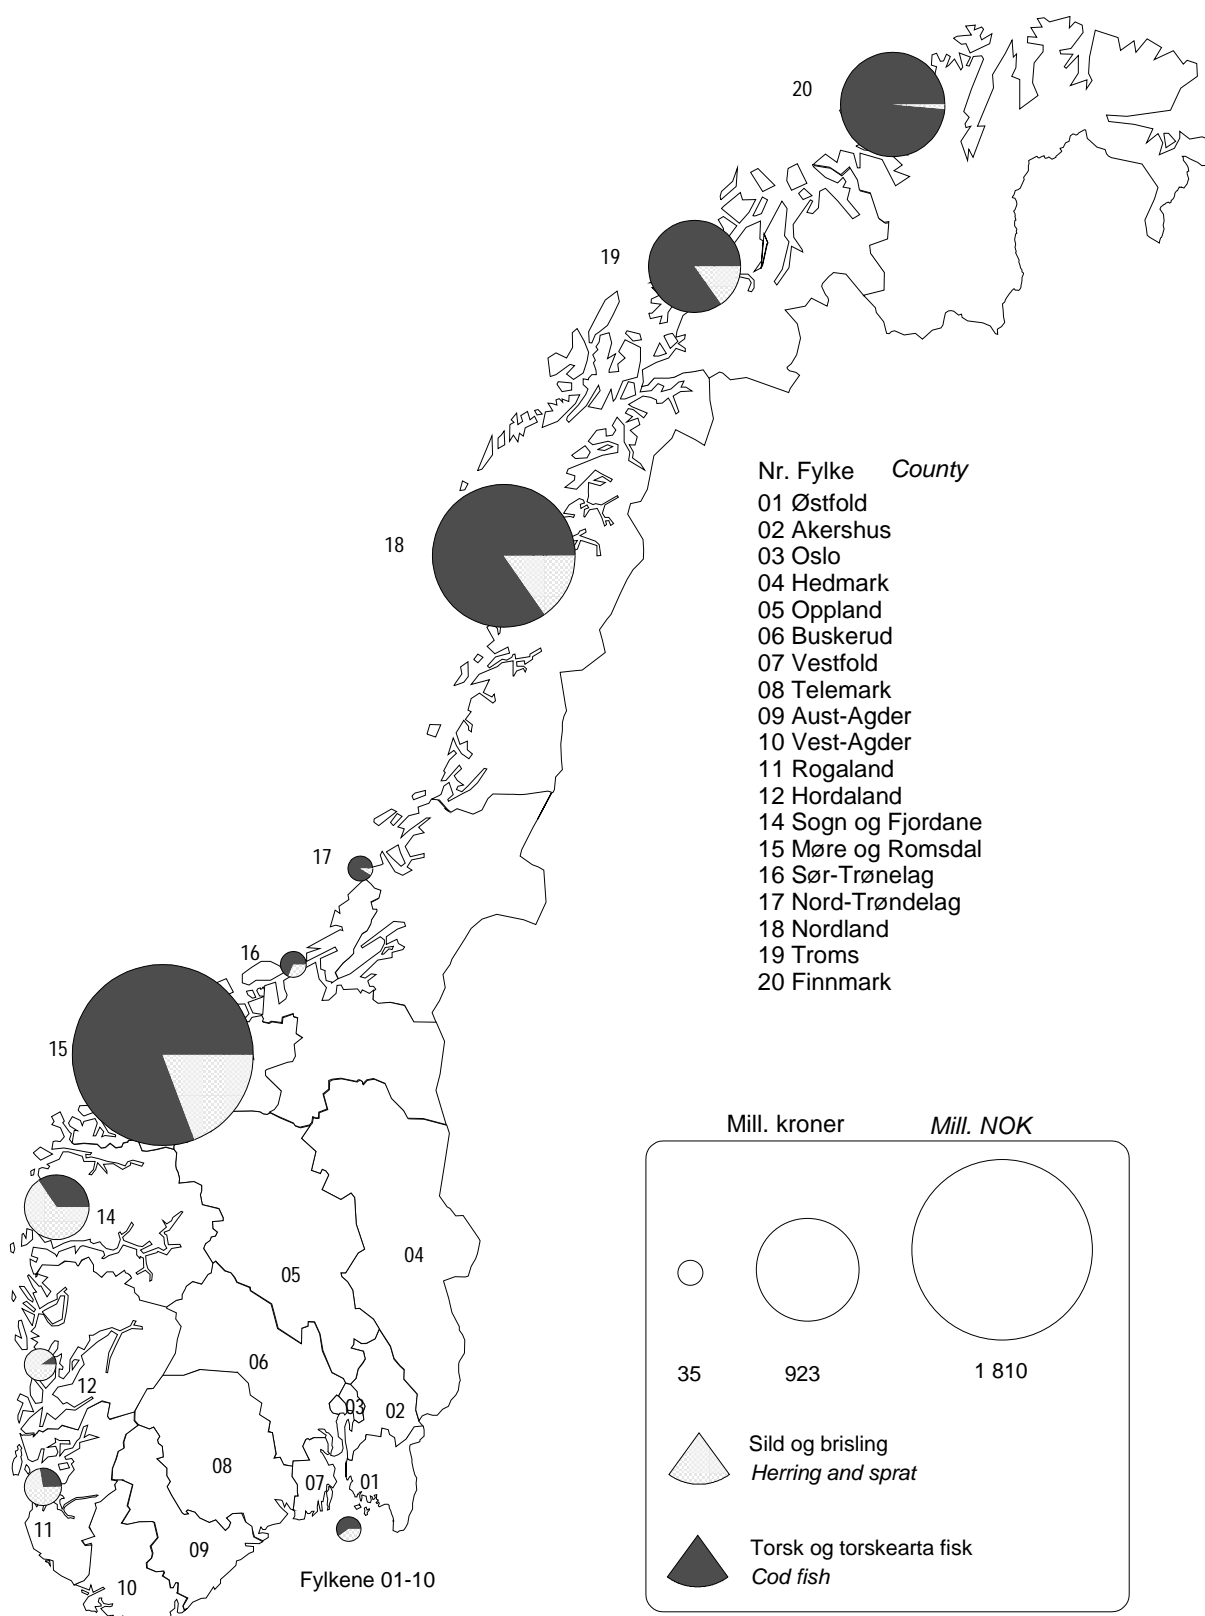 20
19
18
17
16
15
14
04
05
06
12
03
02
08
07
01
11
09
10
Fylkene 01-10
Nr. Fylke County
01 Østfold
02 Akershus
03 Oslo
04 Hedmark
05 Oppland
06 Buskerud
07 Vestfold
08 Telemark
09 Aust-Agder
10 Vest-Agder
11 Rogaland
12 Hordaland
14 Sogn og Fjordane
15 Møre og Romsdal
16 Sør-Trønelag
17 Nord-Trøndelag
18 Nordland
19 Troms
20 Finnmark
Mill. kroner Mill. NOK
35 923 1 810
Sild og brisling
Herring and sprat
Torsk og torskearta fisk
Cod fish